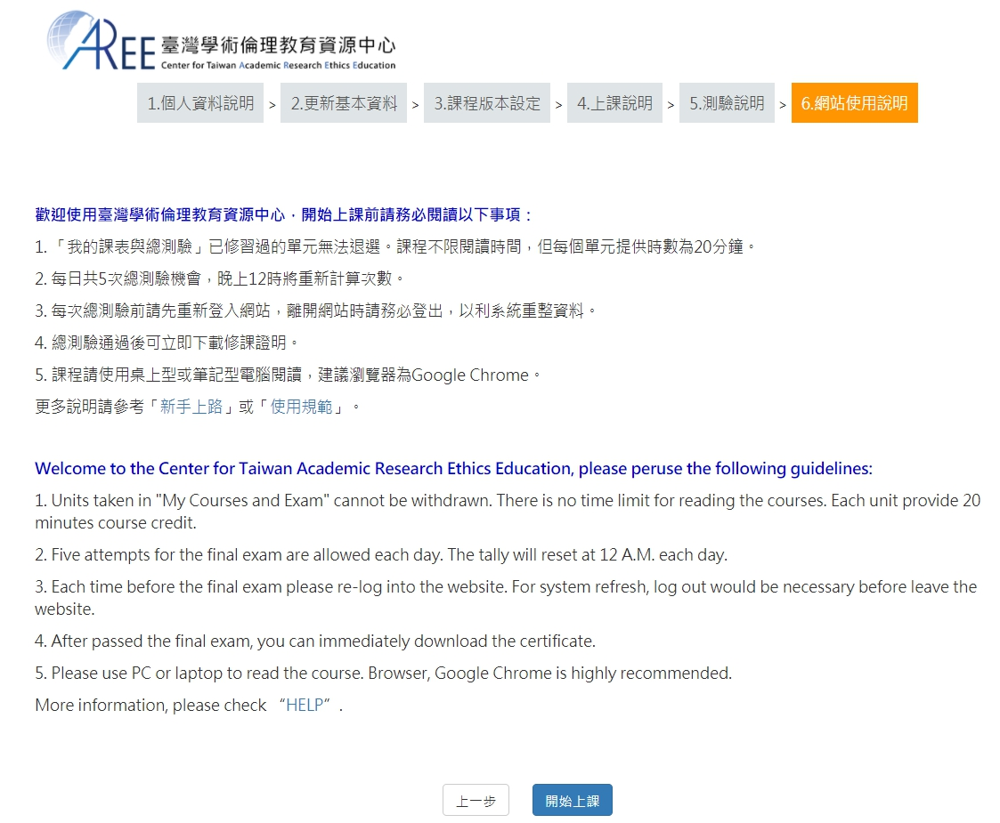 AREE 臺灣學術倫理教育資源中心
Center for Taiwan Academic Research Ethics Education
1.個人資料說明 > 2.更新基本資料 > 3.課程版本設定 > 4.上課說明 > 5.測驗說明 > 6.網站使用說明
歡迎使用臺灣學術倫理教育資源中心，開始上課前請務必閱讀以下事項：
1. 「我的課表與總測驗」已修習過的單元無法退選。課程不限閱讀時間，但每個單元提供時數為20分鐘。
2. 每日共5次總測驗機會，晚上12時將重新計算次數。
3. 每次總測驗前請先重新登入網站，離開網站時請務必登出，以利系統重整資料。
4. 總測驗通過後可立即下載修課證明。
5. 課程請使用桌上型或筆記型電腦閱讀，建議瀏覽器為Google Chrome。
更多說明請參考「新手上路」或「使用規範」。
Welcome to the Center for Taiwan Academic Research Ethics Education, please peruse the following guidelines:
1. Units taken in "My Courses and Exam" cannot be withdrawn. There is no time limit for reading the courses. Each unit provide 20
minutes course credit.
2. Five attempts for the final exam are allowed each day. The tally will reset at 12 A.M. each day.
3. Each time before the final exam please re-log into the website. For system refresh, log out would be necessary before leave the
website.
4. After passed the final exam, you can immediately download the certificate.
5. Please use PC or laptop to read the course. Browser, Google Chrome is highly recommended.
More information, please check “HELP”.
上一步 開始上課